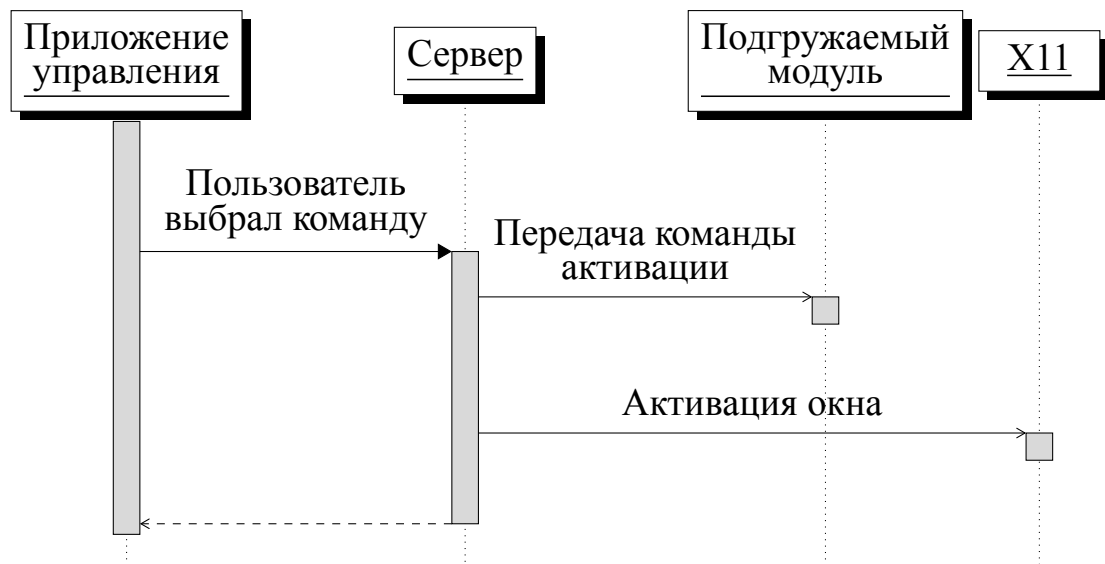 Приложение
управления
Сервер
Подгружаемый
модуль
X11
Пользователь
выбрал команду
Передача команды
активации
Активация окна